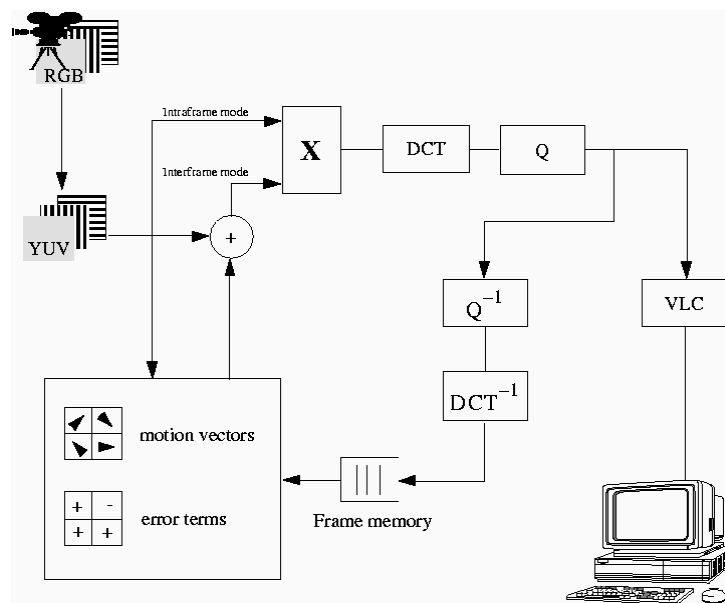 RGB
Intraframe mode
X
DCT
Q
Interframe mode
YUV
+
Q⁻¹
VLC
DCT⁻¹
motion vectors
+ -
+ +
error terms
Frame memory